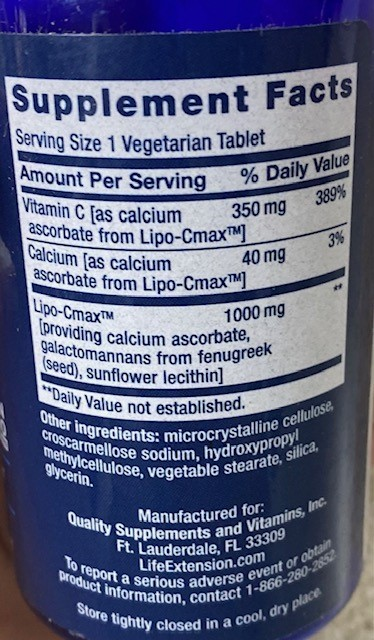 Supplement Facts
Serving Size 1 Vegetarian Tablet
Amount Per Serving % Daily Value
Vitamin C [as calcium 350 mg 389%
ascorbate from Lipo-Cmax™]
Calcium [as calcium 40 mg 3%
ascorbate from Lipo-Cmax™]
Lipo-Cmax™ 1000 mg **
[providing calcium ascorbate,
galactomannans from fenugreek
(seed), sunflower lecithin]
**Daily Value not established.
Other ingredients: microcrystalline cellulose,
croscarmellose sodium, hydroxypropyl
methylcellulose, vegetable stearate, silica,
glycerin.
Manufactured for:
Quality Supplements and Vitamins, Inc.
Ft. Lauderdale, FL 33309
LifeExtension.com
To report a serious adverse event or obtain
product information, contact 1-866-280-2852.
Store tightly closed in a cool, dry place.